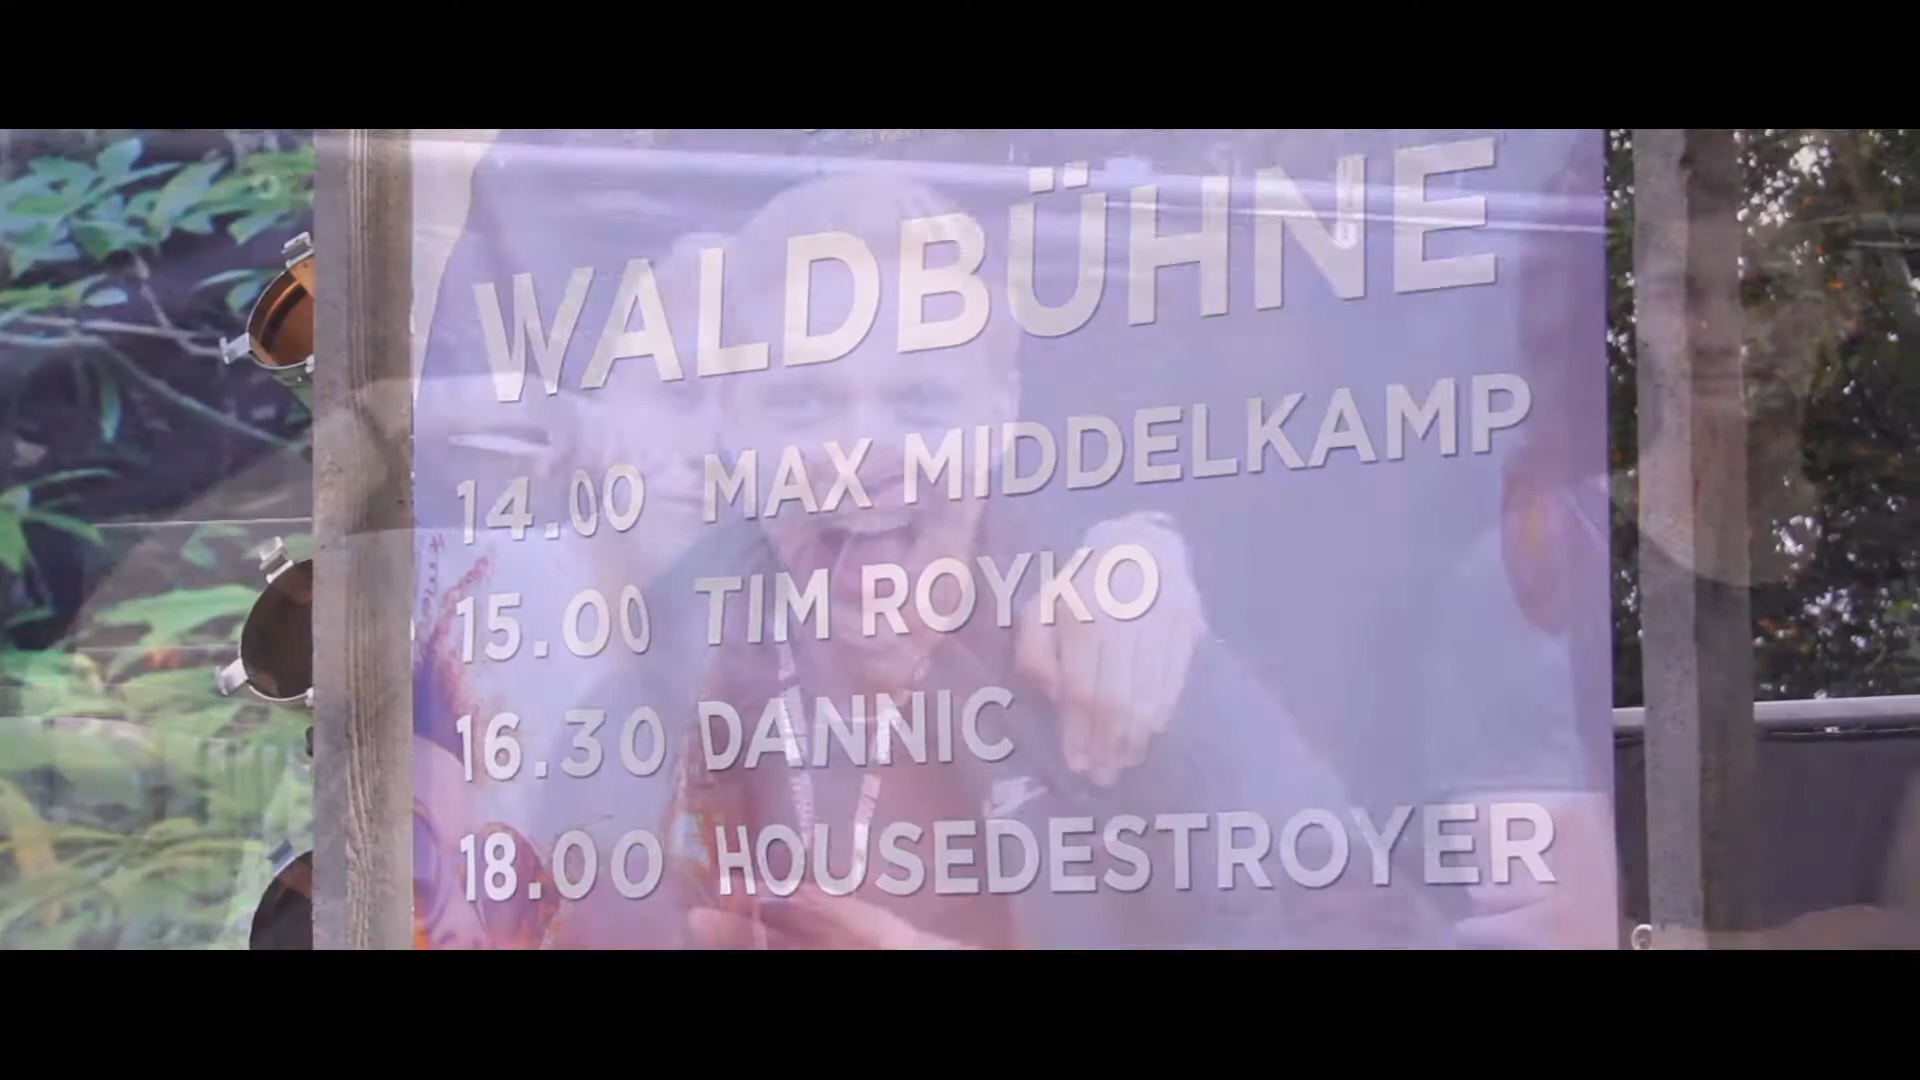 WALDBÜHNE
14.00 MAX MIDDELKAMP
15.00 TIM ROYKO
16.30 DANNIC
18.00 HOUSEDESTROYER